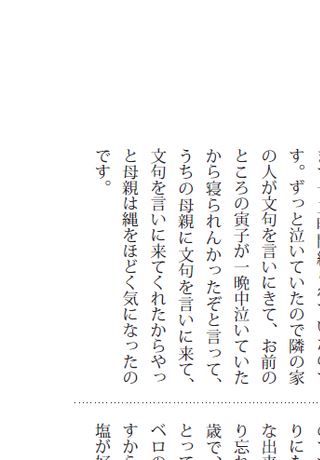 す。ずっと泣いていたので隣の家
の人が文句を言いにきて、お前の
ところの寅子が一晩中泣いていた
から寝られんかったぞと言って、
うちの母親に文句を言いに来て、
文句を言いに来てくれたからやっ
と母親は縄をほどく気になったの
です。
りにも
な出来
り忘れ
歳で、
とって
ベロの
すから
塩が好